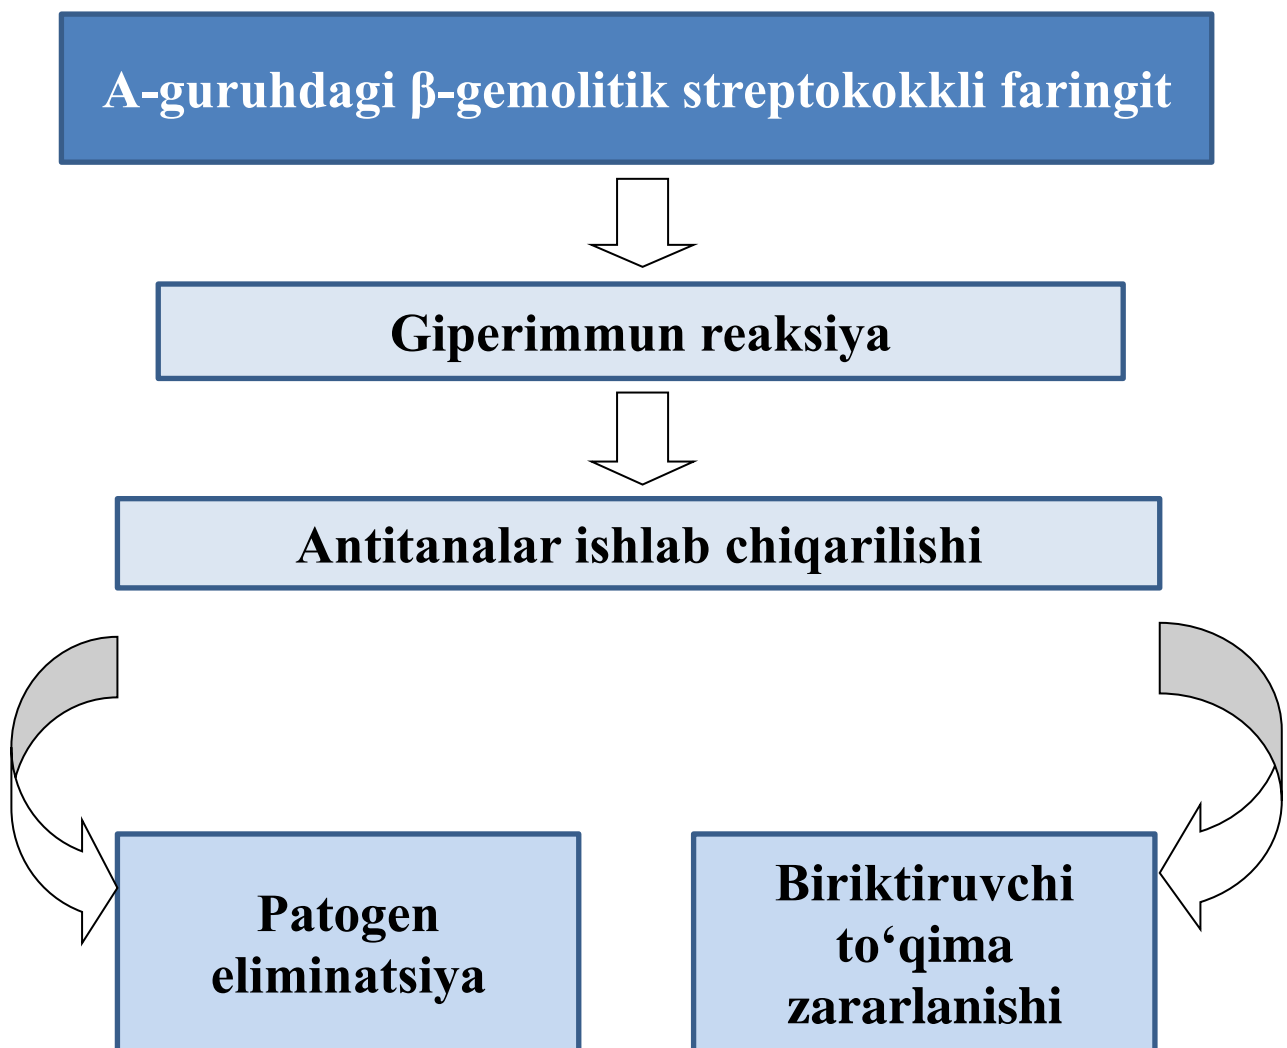 A-guruhdagi β-gemolitik streptokokkli faringit
Giperimmun reaksiya
Antitanalar ishlab chiqarilishi
Patogen
eliminatsiya
Biriktiruvchi
to‘qima
zararlanishi